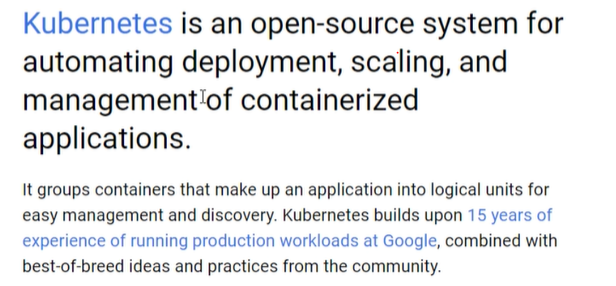 Kubernetes is an open-source system for
automating deployment, scaling, and
management of containerized
applications.
It groups containers that make up an application into logical units for
easy management and discovery. Kubernetes builds upon 15 years of
experience of running production workloads at Google, combined with
best-of-breed ideas and practices from the community.